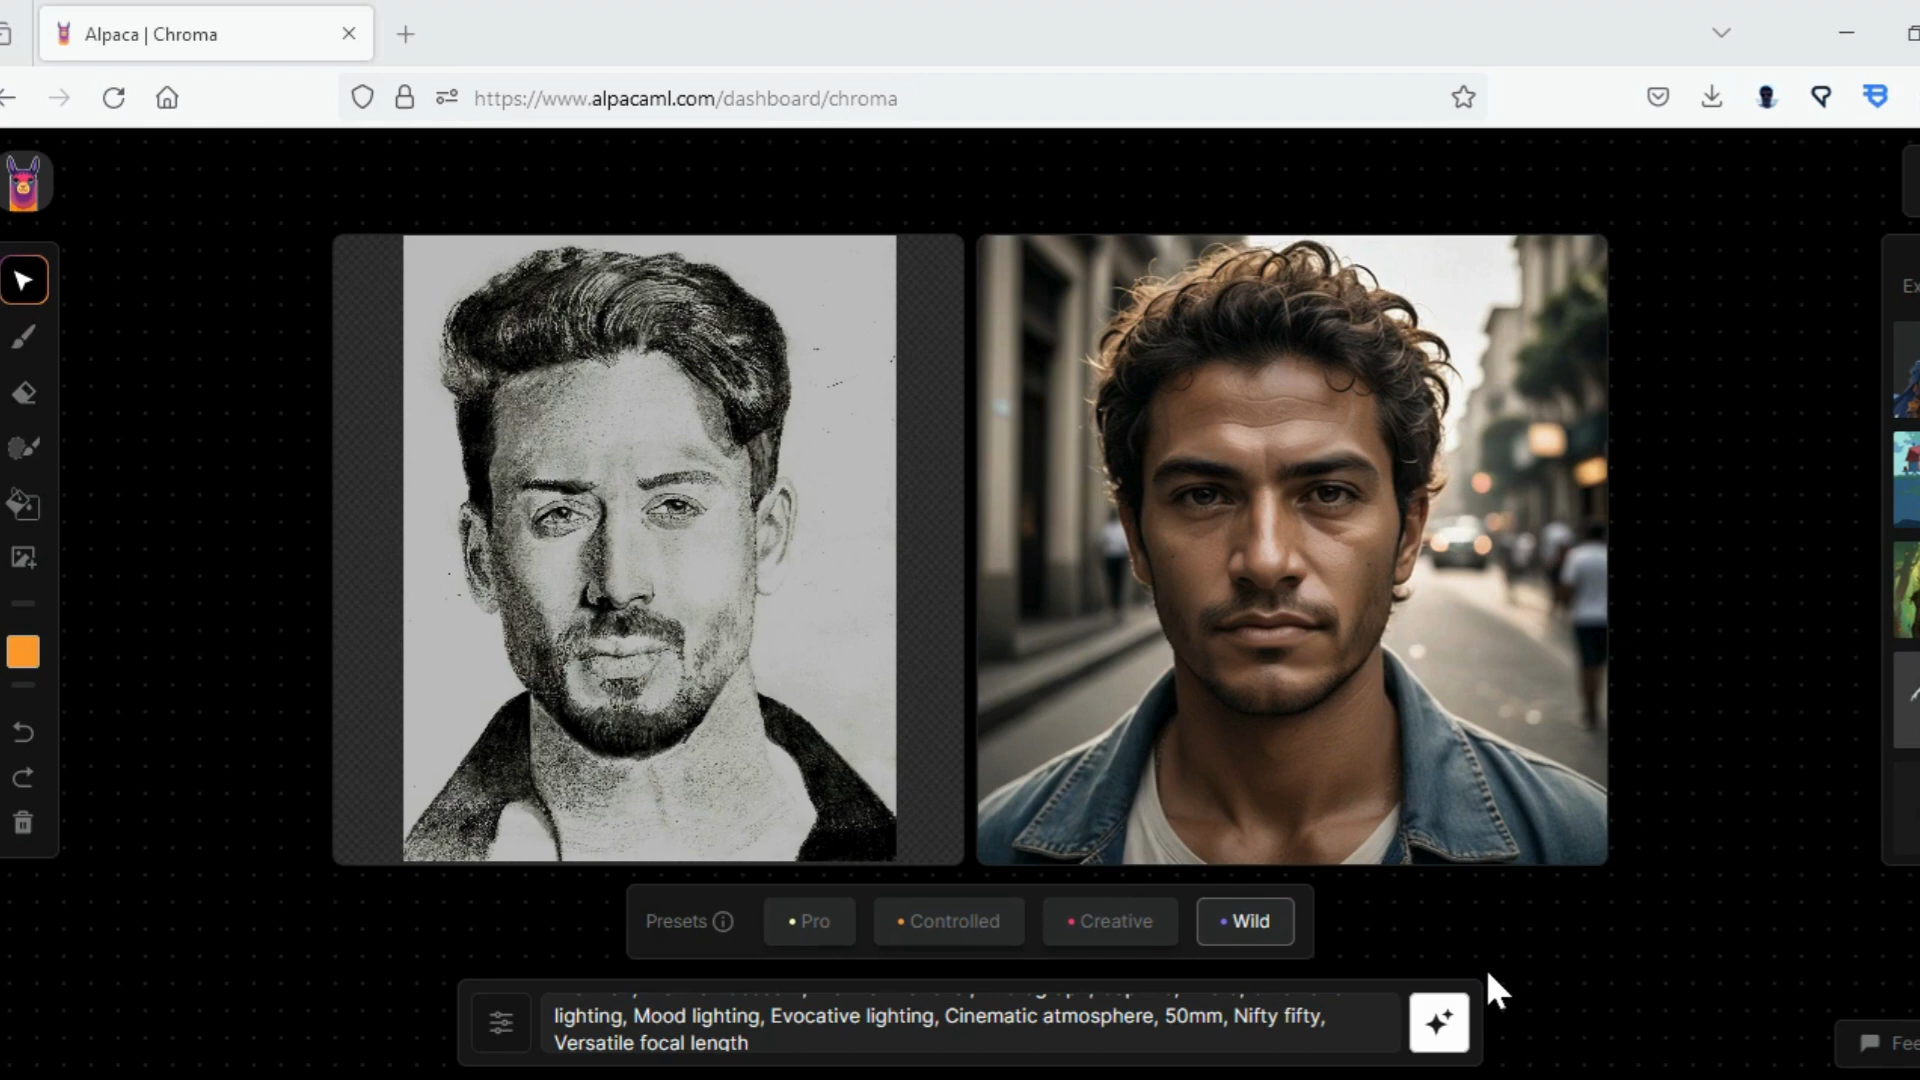 Alpaca | Chroma
https://www.alpacaml.com/dashboard/chroma
Presets
Pro
Controlled
Creative
Wild
lighting, Mood lighting, Evocative lighting, Cinematic atmosphere, 50mm, Nifty fifty,
Versatile focal length